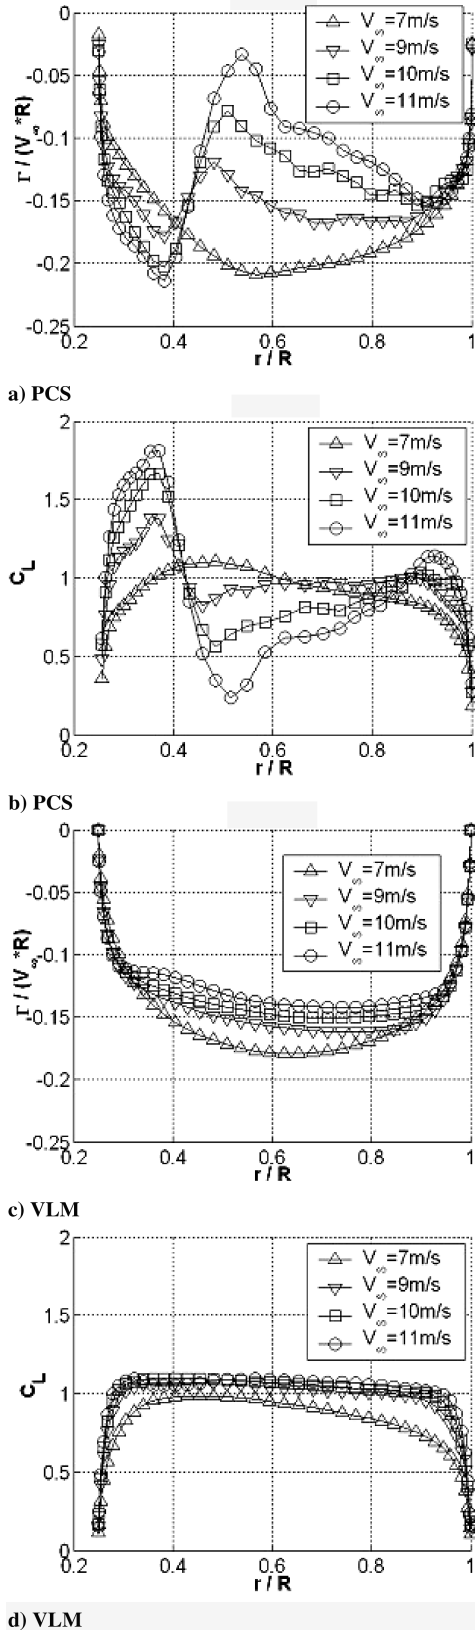 0
-0.05
-0.1
-0.15
-0.2
-0.25
Γ / (V∞*R)
V∞=7m/s
V∞=9m/s
V∞=10m/s
V∞=11m/s
0.2 0.4 0.6 0.8 1
r / R
a) PCS
2
1.5
1
0.5
0
C_L
V∞=7m/s
V∞=9m/s
V∞=10m/s
V∞=11m/s
0.2 0.4 0.6 0.8 1
r / R
b) PCS
0
-0.05
-0.1
-0.15
-0.2
-0.25
Γ / (V∞*R)
V∞=7m/s
V∞=9m/s
V∞=10m/s
V∞=11m/s
0.2 0.4 0.6 0.8 1
r / R
c) VLM
2
1.5
1
0.5
0
C_L
V∞=7m/s
V∞=9m/s
V∞=10m/s
V∞=11m/s
0.2 0.4 0.6 0.8 1
r / R
d) VLM